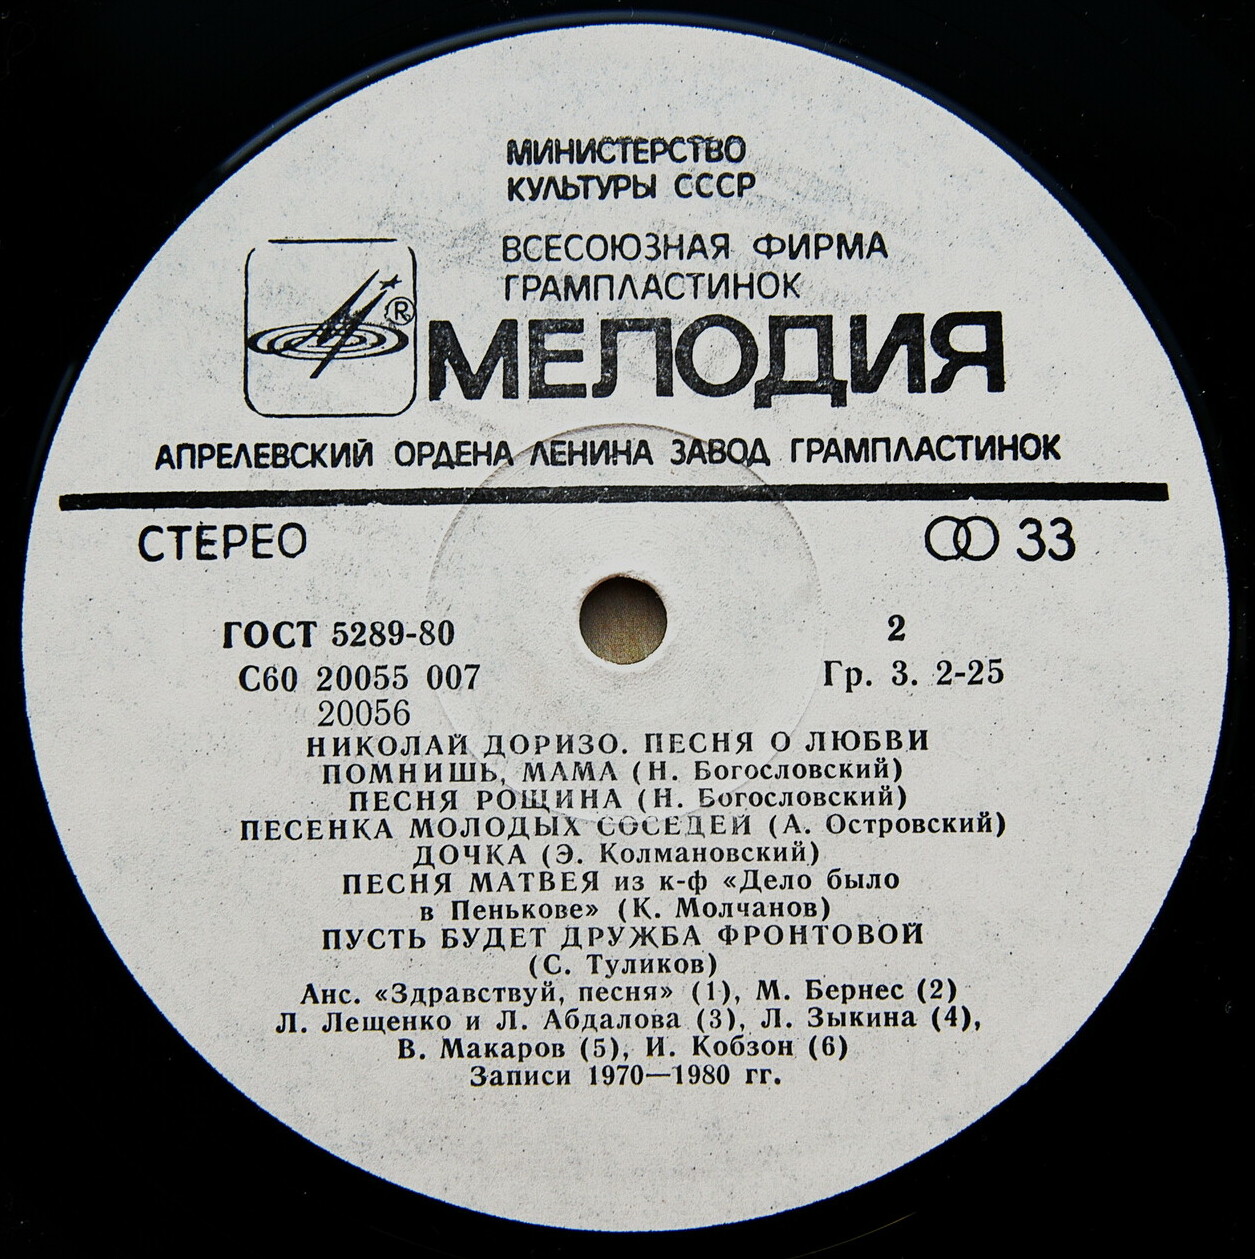 МИНИСТЕРСТВО
КУЛЬТУРЫ СССР
ВСЕСОЮЗНАЯ ФИРМА
ГРАМПЛАСТИНОК
®
МЕЛОДИЯ
АПРЕЛЕВСКИЙ ОРДЕНА ЛЕНИНА ЗАВОД ГРАМПЛАСТИНОК
СТЕРЕО 33
ГОСТ 5289-80 2
С60 20055 007 Гр. 3. 2-25
20056
НИКОЛАЙ ДОРИЗО. ПЕСНЯ О ЛЮБВИ
ПОМНИШЬ, МАМА (Н. Богословский)
ПЕСНЯ РОЩИНА (Н. Богословский)
ПЕСЕНКА МОЛОДЫХ СОСЕДЕЙ (А. Островский)
ДОЧКА (Э. Колмановский)
ПЕСНЯ МАТВЕЯ из к-ф «Дело было
в Пенькове» (К. Молчанов)
ПУСТЬ БУДЕТ ДРУЖБА ФРОНТОВОЙ
(С. Туликов)
Анс. «Здравствуй, песня» (1), М. Бернес (2)
Л. Лещенко и Л. Абдалова (3), Л. Зыкина (4),
В. Макаров (5), И. Кобзон (6)
Записи 1970—1980 гг.